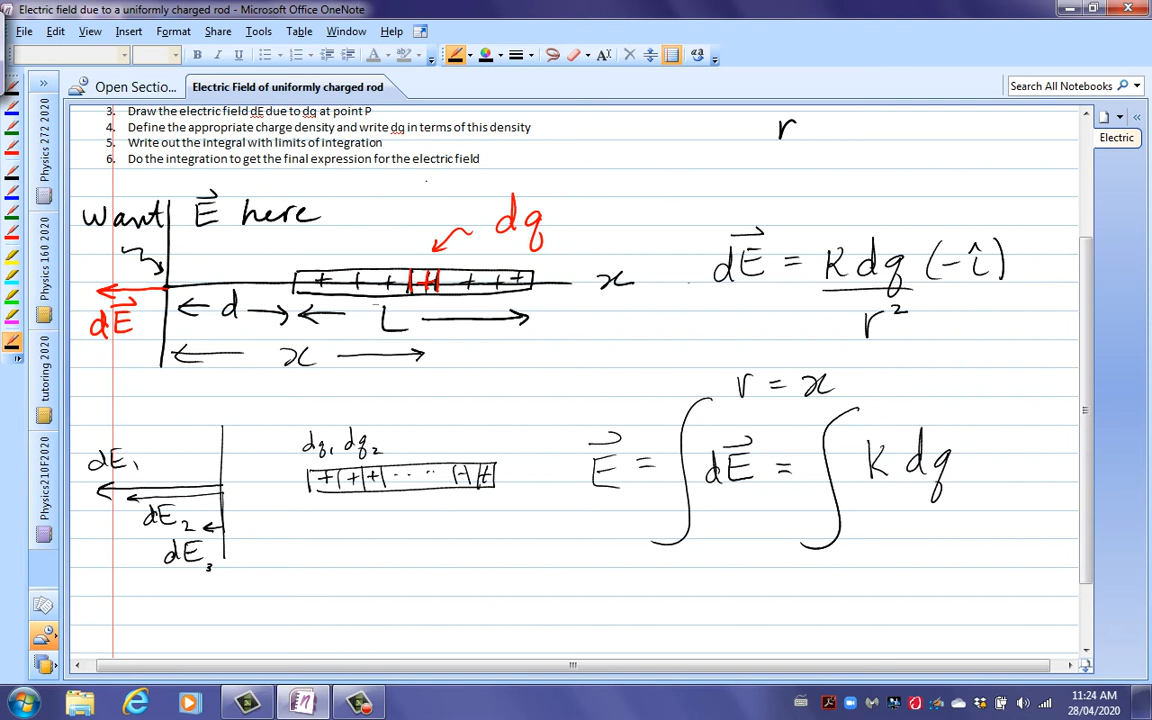 Electric field due to a uniformly charged rod - Microsoft Office OneNote
File Edit View Insert Format Share Tools Table Window Help
Open Sectio... Electric Field of uniformly charged rod
Search All Notebooks
Electric
Physics 272 2020
Physics 160 2020
tutoring 2020
Physics210F2020
3. Draw the electric field dE due to dq at point P
4. Define the appropriate charge density and write dq in terms of this density
5. Write out the integral with limits of integration
6. Do the integration to get the final expression for the electric field
r
want E⃗ here
dq
dE⃗ = K dq (-î)
r²
+ + + + + + + x
dE⃗
← d → ← L →
← x →
r = x
dq₁ dq₂
+ + + ..... + +
dE₁
dE₂
dE₃
E⃗ = ∫ dE⃗ = ∫ K dq
11:24 AM
28/04/2020